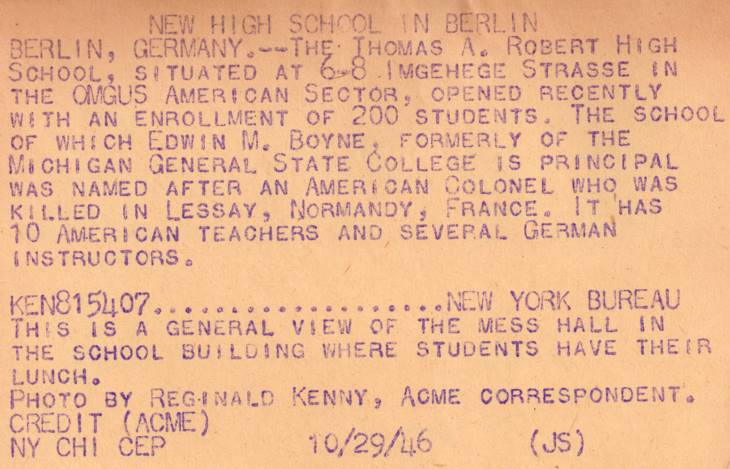 NEW HIGH SCHOOL IN BERLIN
BERLIN, GERMANY.--THE THOMAS A. ROBERT HIGH
SCHOOL, SITUATED AT 6-8 IMGEHEGE STRASSE IN
THE OMGUS AMERICAN SECTOR, OPENED RECENTLY
WITH AN ENROLLMENT OF 200 STUDENTS. THE SCHOOL
OF WHICH EDWIN M. BOYNE, FORMERLY OF THE
MICHIGAN GENERAL STATE COLLEGE IS PRINCIPAL
WAS NAMED AFTER AN AMERICAN COLONEL WHO WAS
KILLED IN LESSAY, NORMANDY, FRANCE. IT HAS
10 AMERICAN TEACHERS AND SEVERAL GERMAN
INSTRUCTORS.
KEN815407...................NEW YORK BUREAU
THIS IS A GENERAL VIEW OF THE MESS HALL IN
THE SCHOOL BUILDING WHERE STUDENTS HAVE THEIR
LUNCH.
PHOTO BY REGINALD KENNY, ACME CORRESPONDENT.
CREDIT (ACME)
NY CHI CEP 10/29/46 (JS)